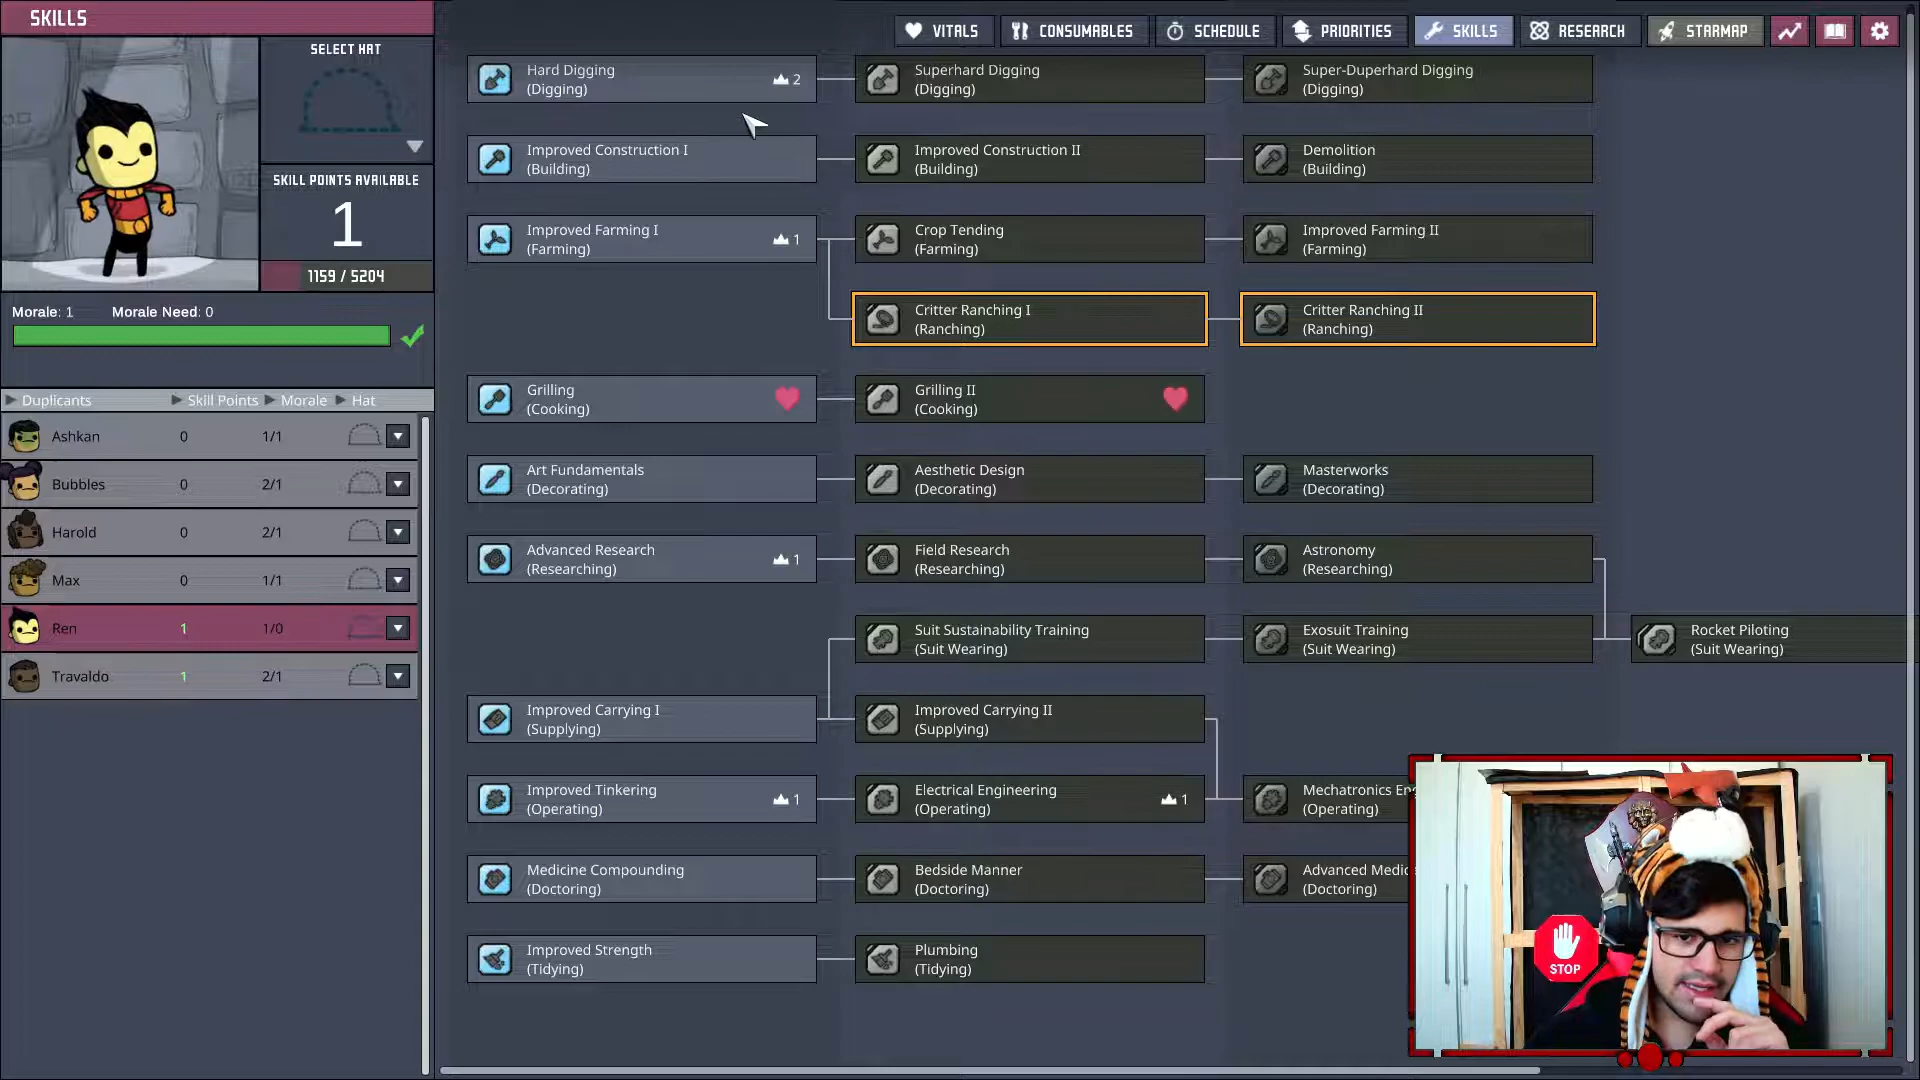 SKILLS
SELECT HAT
SKILL POINTS AVAILABLE
1
1159 / 5204
Morale: 1 Morale Need: 0
Duplicants Skill Points Morale Hat
Ashkan 0 1/1
Bubbles 0 2/1
Harold 0 2/1
Max 0 1/1
Ren 1 1/0
Travaldo 1 2/1
VITALS CONSUMABLES SCHEDULE PRIORITIES SKILLS RESEARCH STARMAP
Hard Digging
(Digging)
2
Superhard Digging
(Digging)
Super-Duperhard Digging
(Digging)
Improved Construction I
(Building)
Improved Construction II
(Building)
Demolition
(Building)
Improved Farming I
(Farming)
1
Crop Tending
(Farming)
Improved Farming II
(Farming)
Critter Ranching I
(Ranching)
Critter Ranching II
(Ranching)
Grilling
(Cooking)
Grilling II
(Cooking)
Art Fundamentals
(Decorating)
Aesthetic Design
(Decorating)
Masterworks
(Decorating)
Advanced Research
(Researching)
1
Field Research
(Researching)
Astronomy
(Researching)
Suit Sustainability Training
(Suit Wearing)
Exosuit Training
(Suit Wearing)
Rocket Piloting
(Suit Wearing)
Improved Carrying I
(Supplying)
Improved Carrying II
(Supplying)
Improved Tinkering
(Operating)
1
Electrical Engineering
(Operating)
1
Mechatronics Eng
(Operating)
Medicine Compounding
(Doctoring)
Bedside Manner
(Doctoring)
Advanced Medic
(Doctoring)
Improved Strength
(Tidying)
Plumbing
(Tidying)
STOP